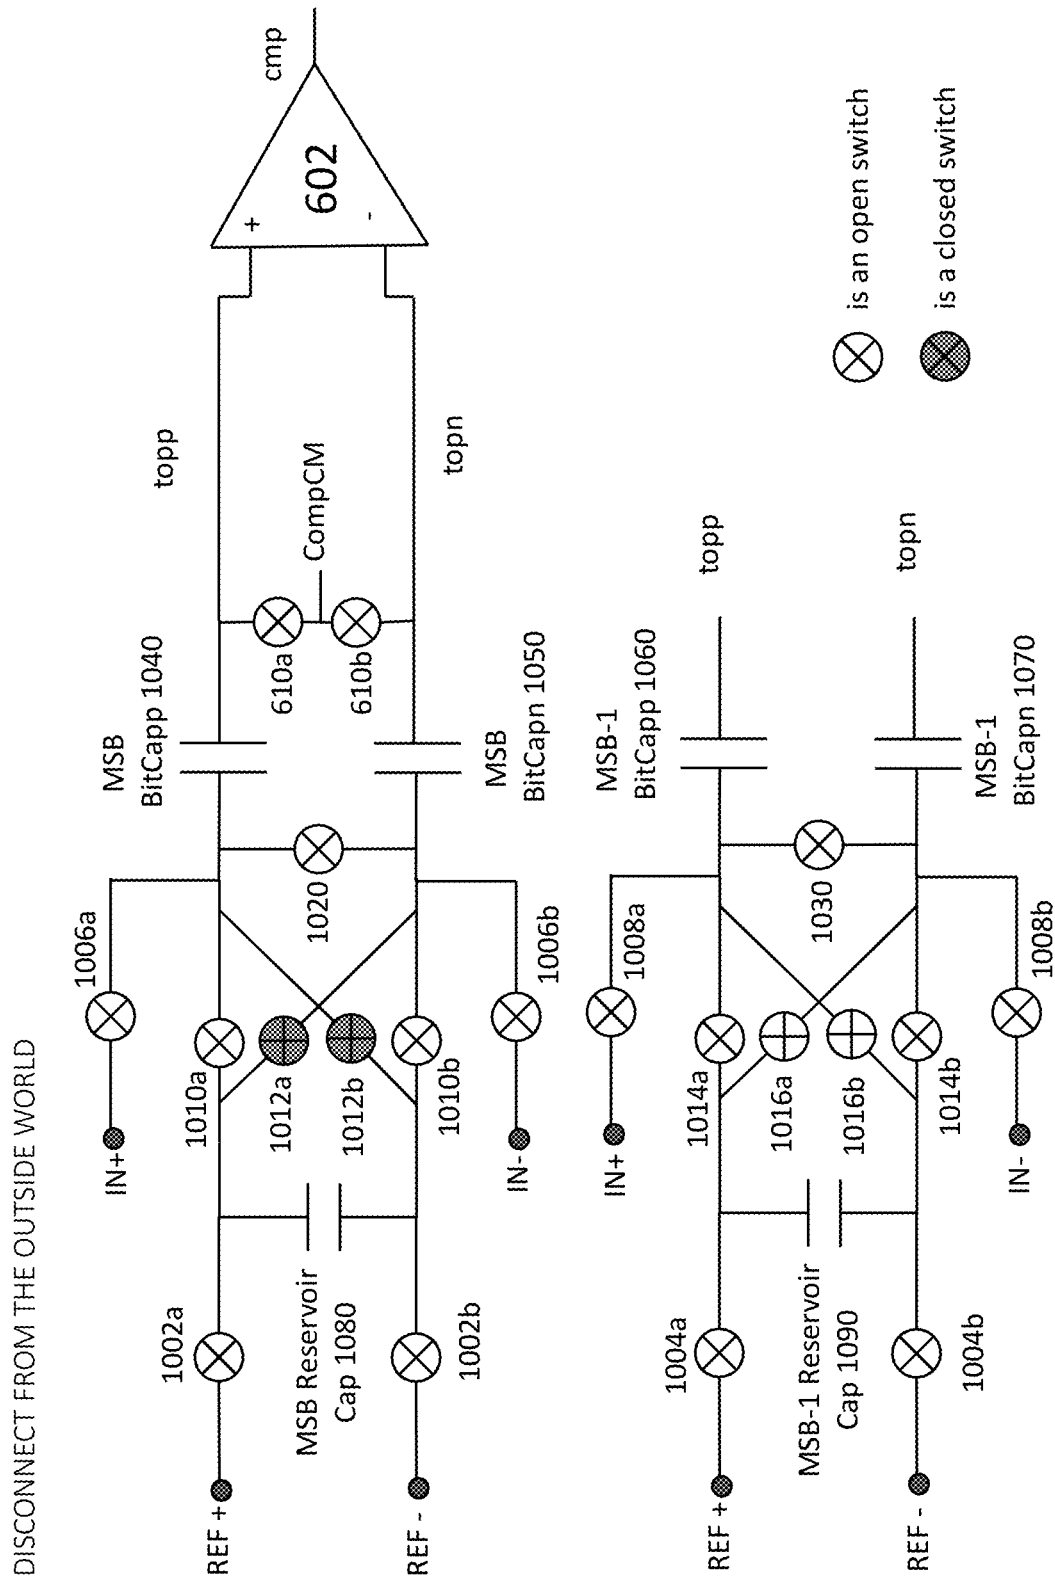 DISCONNECT FROM THE OUTSIDE WORLD
REF +
REF -
1002a
1002b
MSB Reservoir
Cap 1080
IN+
IN-
1006a
1006b
1010a
1012a
1012b
1010b
1020
MSB
BitCapp 1040
MSB
BitCapn 1050
610a
610b
CompCM
topp
topn
+
-
602
cmp
REF +
REF -
1004a
1004b
MSB-1 Reservoir
Cap 1090
IN+
IN-
1008a
1008b
1014a
1016a
1016b
1014b
1030
MSB-1
BitCapp 1060
MSB-1
BitCapn 1070
topp
topn
is an open switch
is a closed switch